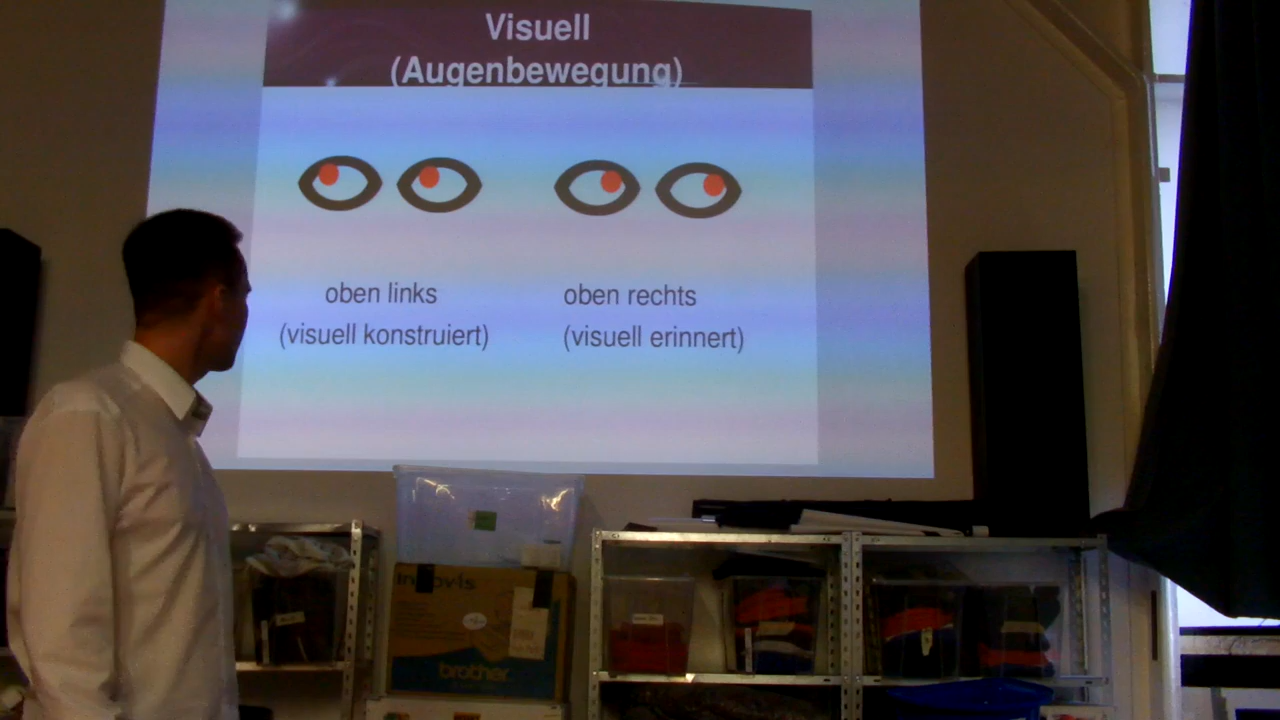 Visuell
(Augenbewegung)
oben links
(visuell konstruiert)
oben rechts
(visuell erinnert)
brother